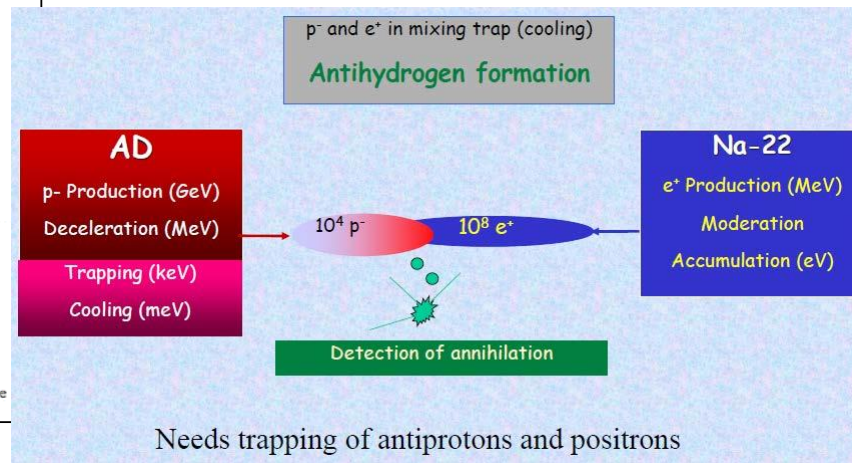 p⁻ and e⁺ in mixing trap (cooling)
Antihydrogen formation
AD
p- Production (GeV)
Deceleration (MeV)
Trapping (keV)
Cooling (meV)
10⁴ p⁻
10⁸ e⁺
Na-22
e⁺ Production (MeV)
Moderation
Accumulation (eV)
Detection of annihilation
e
Needs trapping of antiprotons and positrons